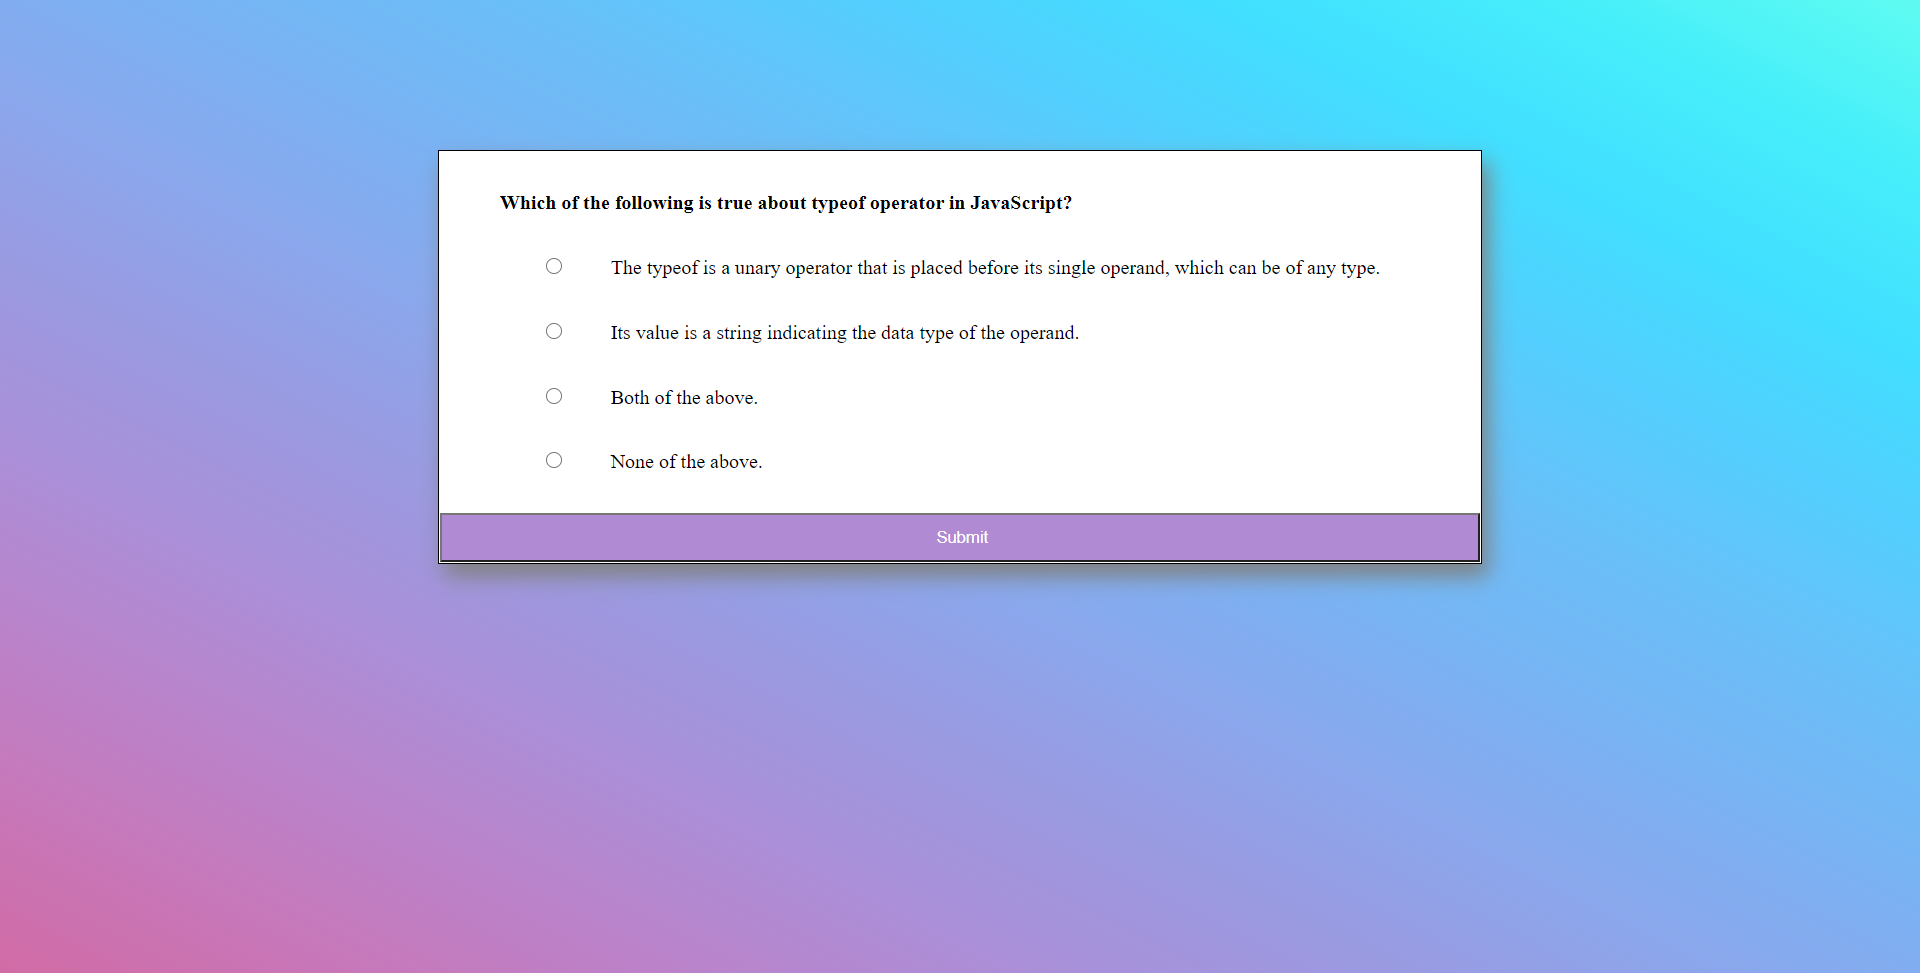 Which of the following is true about typeof operator in JavaScript?
The typeof is a unary operator that is placed before its single operand, which can be of any type.
Its value is a string indicating the data type of the operand.
Both of the above.
None of the above.
Submit